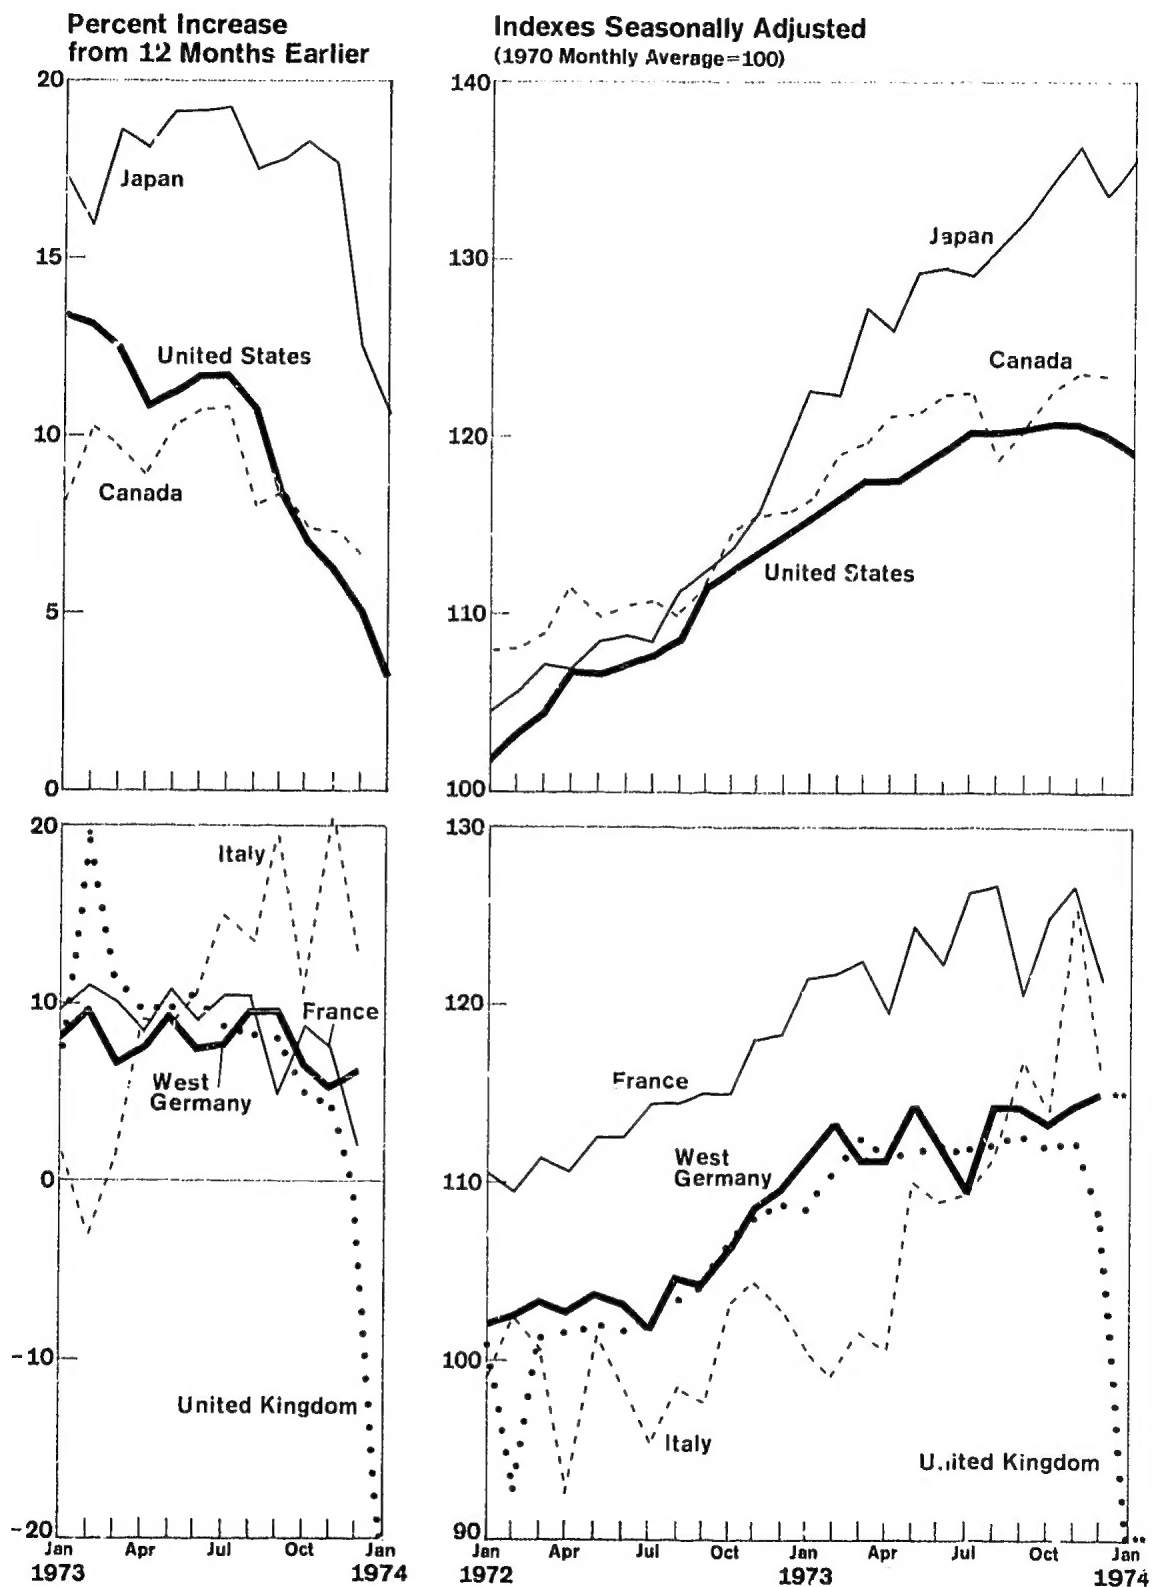 Percent Increase
from 12 Months Earlier
20
15
10
5
0
Japan
United States
Canada
Indexes Seasonally Adjusted
(1970 Monthly Average=100)
140
130
120
110
100
Japan
Canada
United States
20
10
0
-10
-20
Italy
France
West
Germany
United Kingdom
Jan Apr Jul Oct Jan
1973 1974
130
120
110
100
90
France
West
Germany
**
Italy
United Kingdom
**
Jan Apr Jul Oct Jan Apr Jul Oct Jan
1972 1973 1974